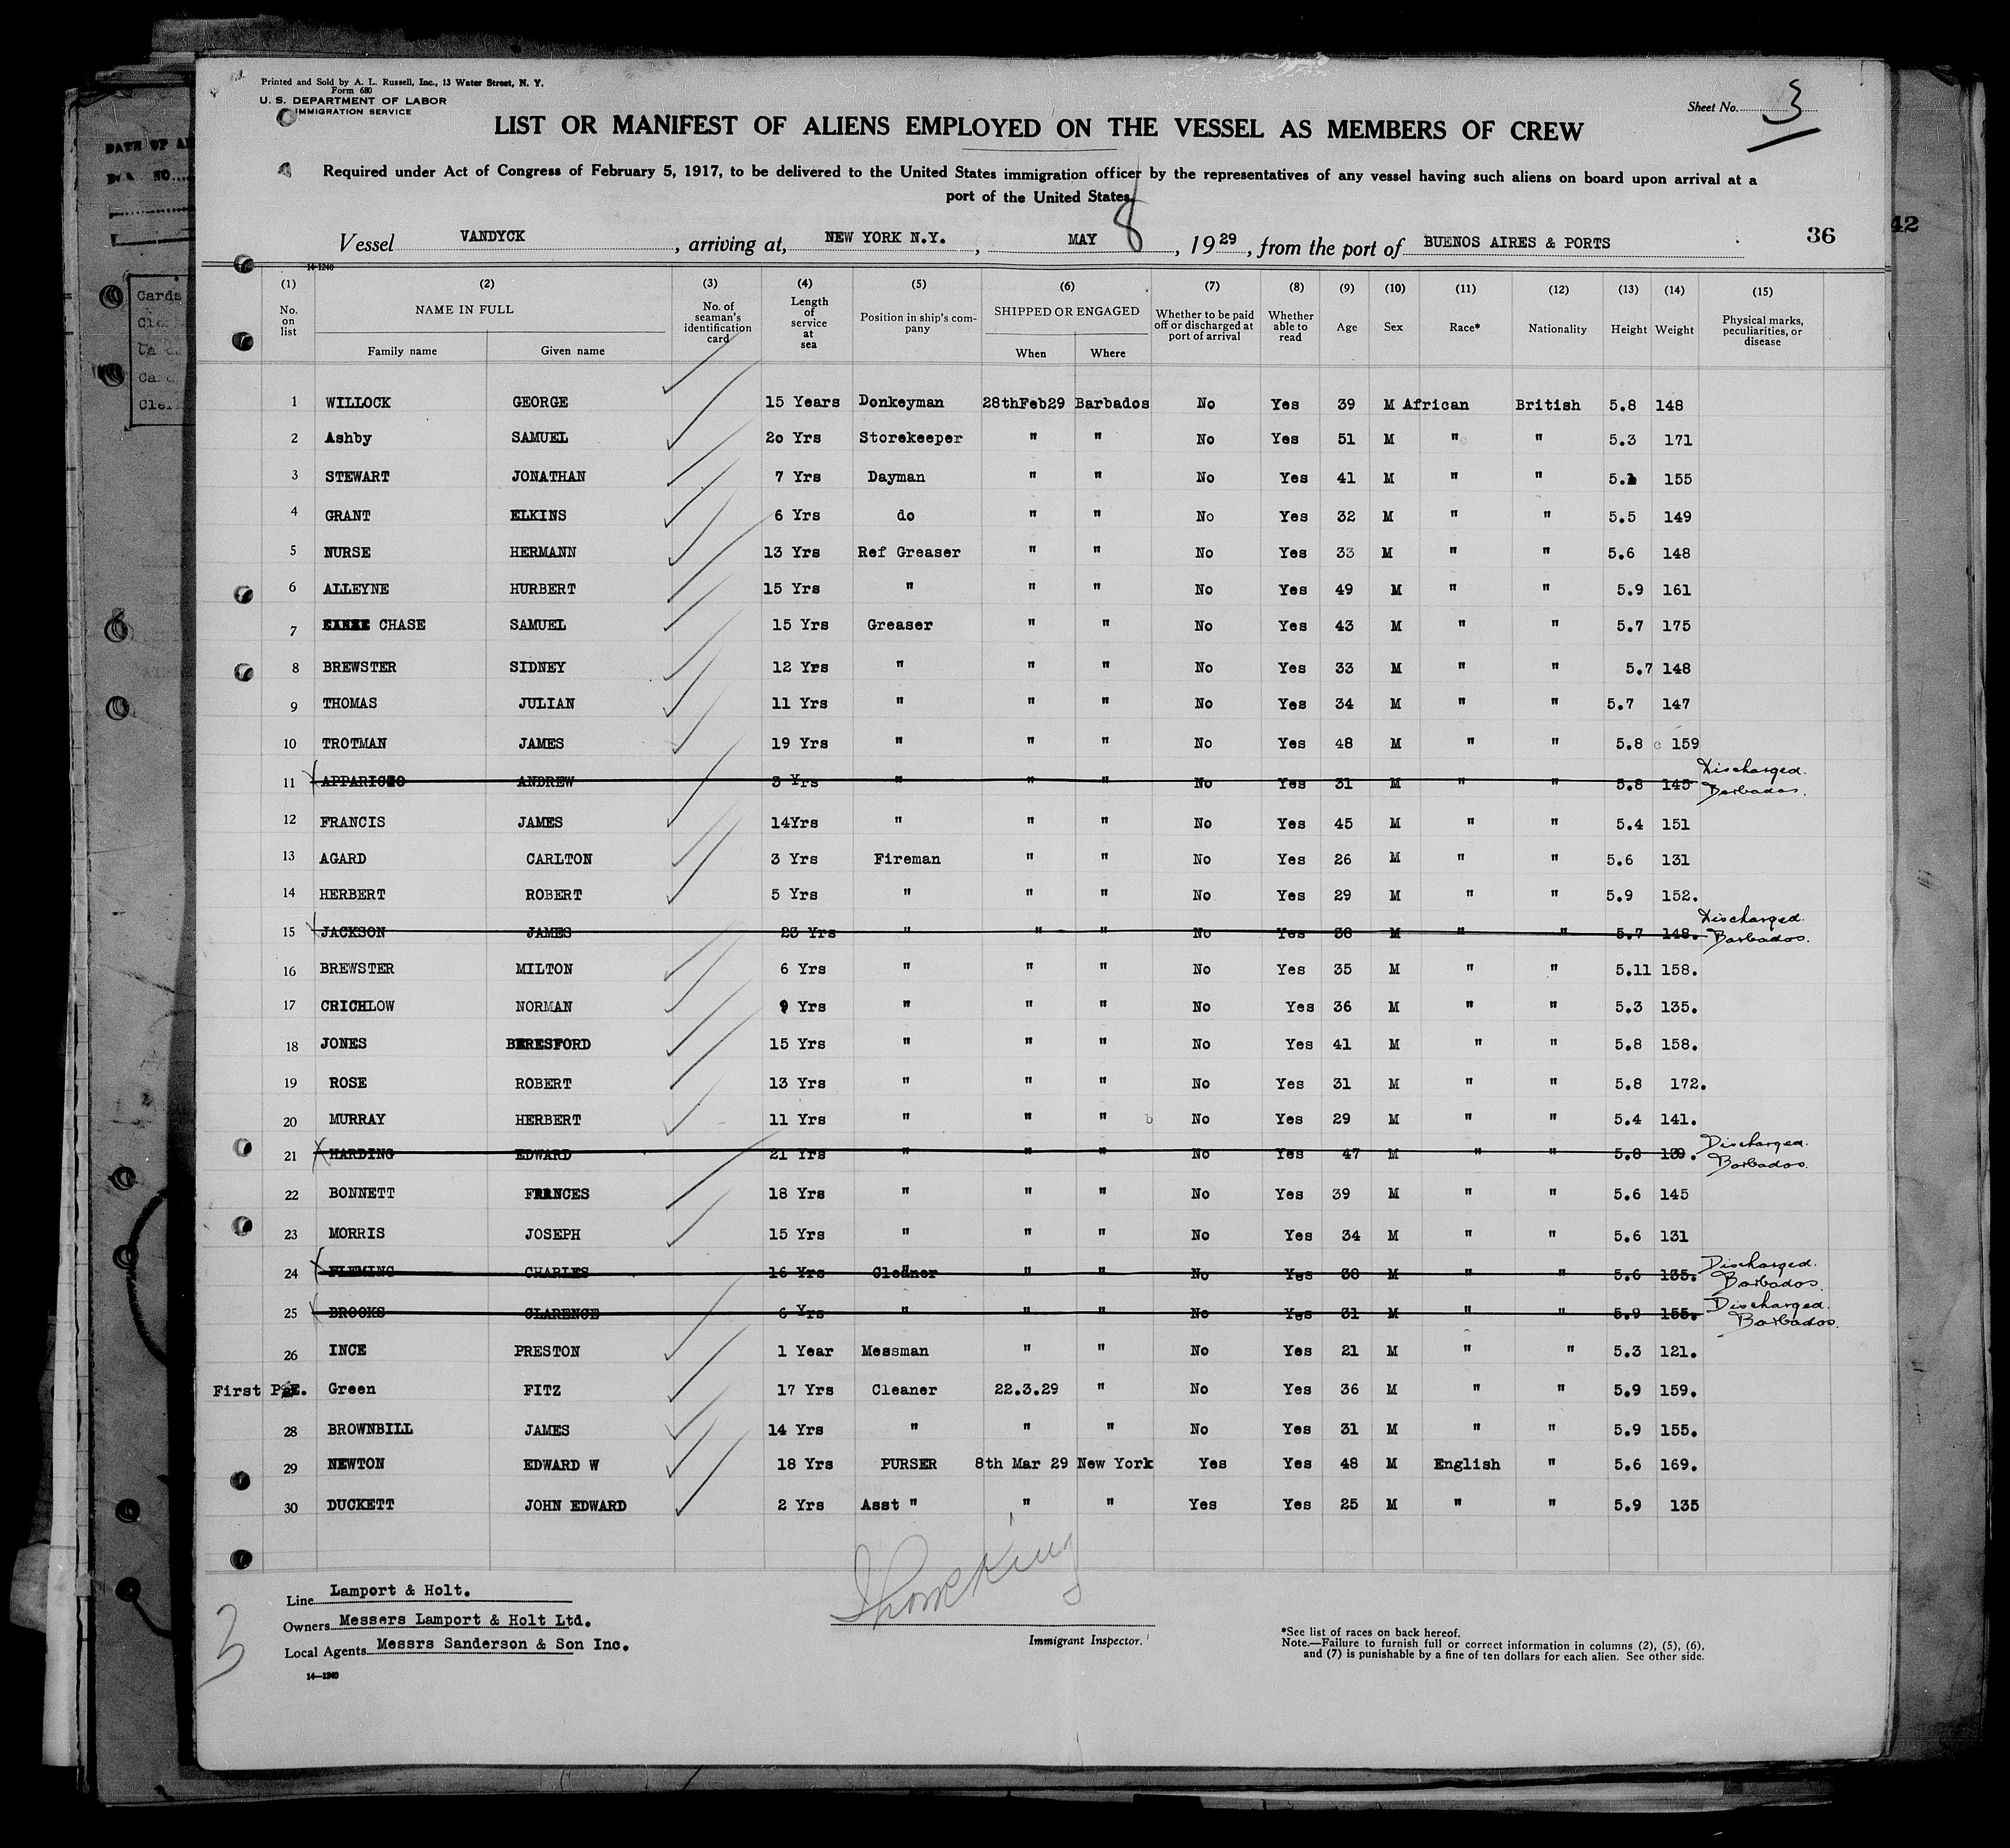 Printed and Sold by A. L. Russell, Inc., 13 Water Street, N. Y.
Form 680
U. S. DEPARTMENT OF LABOR
IMMIGRATION SERVICE
Sheet No. 3
LIST OR MANIFEST OF ALIENS EMPLOYED ON THE VESSEL AS MEMBERS OF CREW
Required under Act of Congress of February 5, 1917, to be delivered to the United States immigration officer by the representatives of any vessel having such aliens on board upon arrival at a
port of the United States.
Vessel VANDYCK, arriving at, NEW YORK N.Y., MAY 8, 1929, from the port of BUENOS AIRES & PORTS 36
42
14-1240
(1) (2) (3) (4) (5) (6) (7) (8) (9) (10) (11) (12) (13) (14) (15)
No. on list NAME IN FULL Family name Given name No. of seaman's identification card Length of service at sea Position in ship's company SHIPPED OR ENGAGED When Where Whether to be paid off or discharged at port of arrival Whether able to read Age Sex Race* Nationality Height Weight Physical marks, peculiarities, or disease
1 WILLOCK GEORGE 15 Years Donkeyman 28thFeb29 Barbados No Yes 39 M African British 5.8 148
2 Ashby SAMUEL 20 Yrs Storekeeper " " No Yes 51 M " " 5.3 171
3 STEWART JONATHAN 7 Yrs Dayman " " No Yes 41 M " " 155
4 GRANT ELKINS 6 Yrs do " " No Yes 32 M " " 5.5 149
5 NURSE HERMANN 13 Yrs Ref Greaser " " No Yes 33 M " " 5.6 148
6 ALLEYNE HURBERT 15 Yrs " " " No Yes 49 M " " 5.9 161
7 CHASE SAMUEL 15 Yrs Greaser " " No Yes 43 M " " 5.7 175
8 BREWSTER SIDNEY 12 Yrs " " " No Yes 33 M " " 5.7 148
9 THOMAS JULIAN 11 Yrs " " " No Yes 34 M " " 5.7 147
10 TROTMAN JAMES 19 Yrs " " " No Yes 48 M " " 5.8 159
11 ANDREW 3 Yrs " " " No Yes 31 M " " 5.8 145 Discharged. Barbados.
12 FRANCIS JAMES 14Yrs " " " No Yes 45 M " " 5.4 151
13 AGARD CARLTON 3 Yrs Fireman " " No Yes 26 M " " 5.6 131
14 HERBERT ROBERT 5 Yrs " " " No Yes 29 M " " 5.9 152.
15 JACKSON JAMES 23 Yrs " " " No Yes 38 M " " 5.7 148. Discharged. Barbados.
16 BREWSTER MILTON 6 Yrs " " " No Yes 35 M " " 5.11 158.
17 CRICHLOW NORMAN 9 Yrs " " " No Yes 36 M " " 5.3 135.
18 JONES BERESFORD 15 Yrs " " " No Yes 41 M " " 5.8 158.
19 ROSE ROBERT 13 Yrs " " " No Yes 31 M " " 5.8 172.
20 MURRAY HERBERT 11 Yrs " " " No Yes 29 M " " 5.4 141.
21 HARDING EDWARD 21 Yrs " " " No Yes 47 M " " 5.8 Discharged. Barbados.
22 BONNETT FRANCES 18 Yrs " " " No Yes 39 M " " 5.6 145
23 MORRIS JOSEPH 15 Yrs " " " No Yes 34 M " " 5.6 131
24 FLEMING CHARLES 16 Yrs Cleaner " " No Yes 38 M " " 5.6 135. Discharged. Barbados.
25 BROOKS CLARENCE 6 Yrs " " " No Yes 31 M " " 5.9 155. Discharged. Barbados.
26 INCE PRESTON 1 Year Messman " " No Yes 21 M " " 5.3 121.
First Green FITZ 17 Yrs Cleaner 22.3.29 " No Yes 36 M " " 5.9 159.
28 BROWNBILL JAMES 14 Yrs " " " No Yes 31 M " " 5.9 155.
29 NEWTON EDWARD W 18 Yrs PURSER 8th Mar 29 New York Yes Yes 48 M English " 5.6 169.
30 DUCKETT JOHN EDWARD 2 Yrs Asst " " " Yes Yes 25 M " " 5.9 135
Line Lamport & Holt.
Owners Messers Lamport & Holt Ltd.
Local Agents Messrs Sanderson & Son Inc.
14-1240
3
Immigrant Inspector.
*See list of races on back hereof.
Note.—Failure to furnish full or correct information in columns (2), (5), (6),
and (7) is punishable by a fine of ten dollars for each alien. See other side.